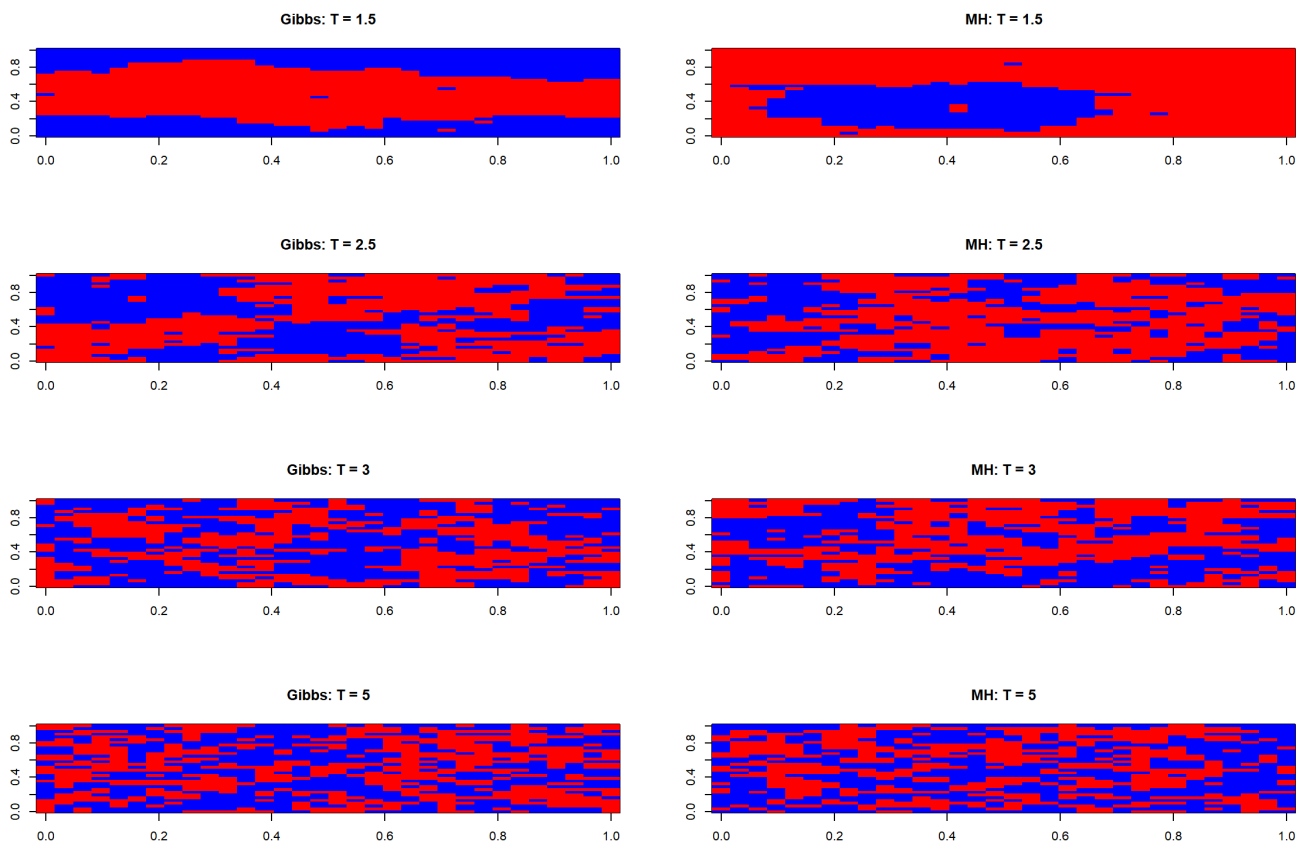 Gibbs: T = 1.5
0.0 0.4 0.8
0.0 0.2 0.4 0.6 0.8 1.0
MH: T = 1.5
0.0 0.4 0.8
0.0 0.2 0.4 0.6 0.8 1.0
Gibbs: T = 2.5
0.0 0.4 0.8
0.0 0.2 0.4 0.6 0.8 1.0
MH: T = 2.5
0.0 0.4 0.8
0.0 0.2 0.4 0.6 0.8 1.0
Gibbs: T = 3
0.0 0.4 0.8
0.0 0.2 0.4 0.6 0.8 1.0
MH: T = 3
0.0 0.4 0.8
0.0 0.2 0.4 0.6 0.8 1.0
Gibbs: T = 5
0.0 0.4 0.8
0.0 0.2 0.4 0.6 0.8 1.0
MH: T = 5
0.0 0.4 0.8
0.0 0.2 0.4 0.6 0.8 1.0